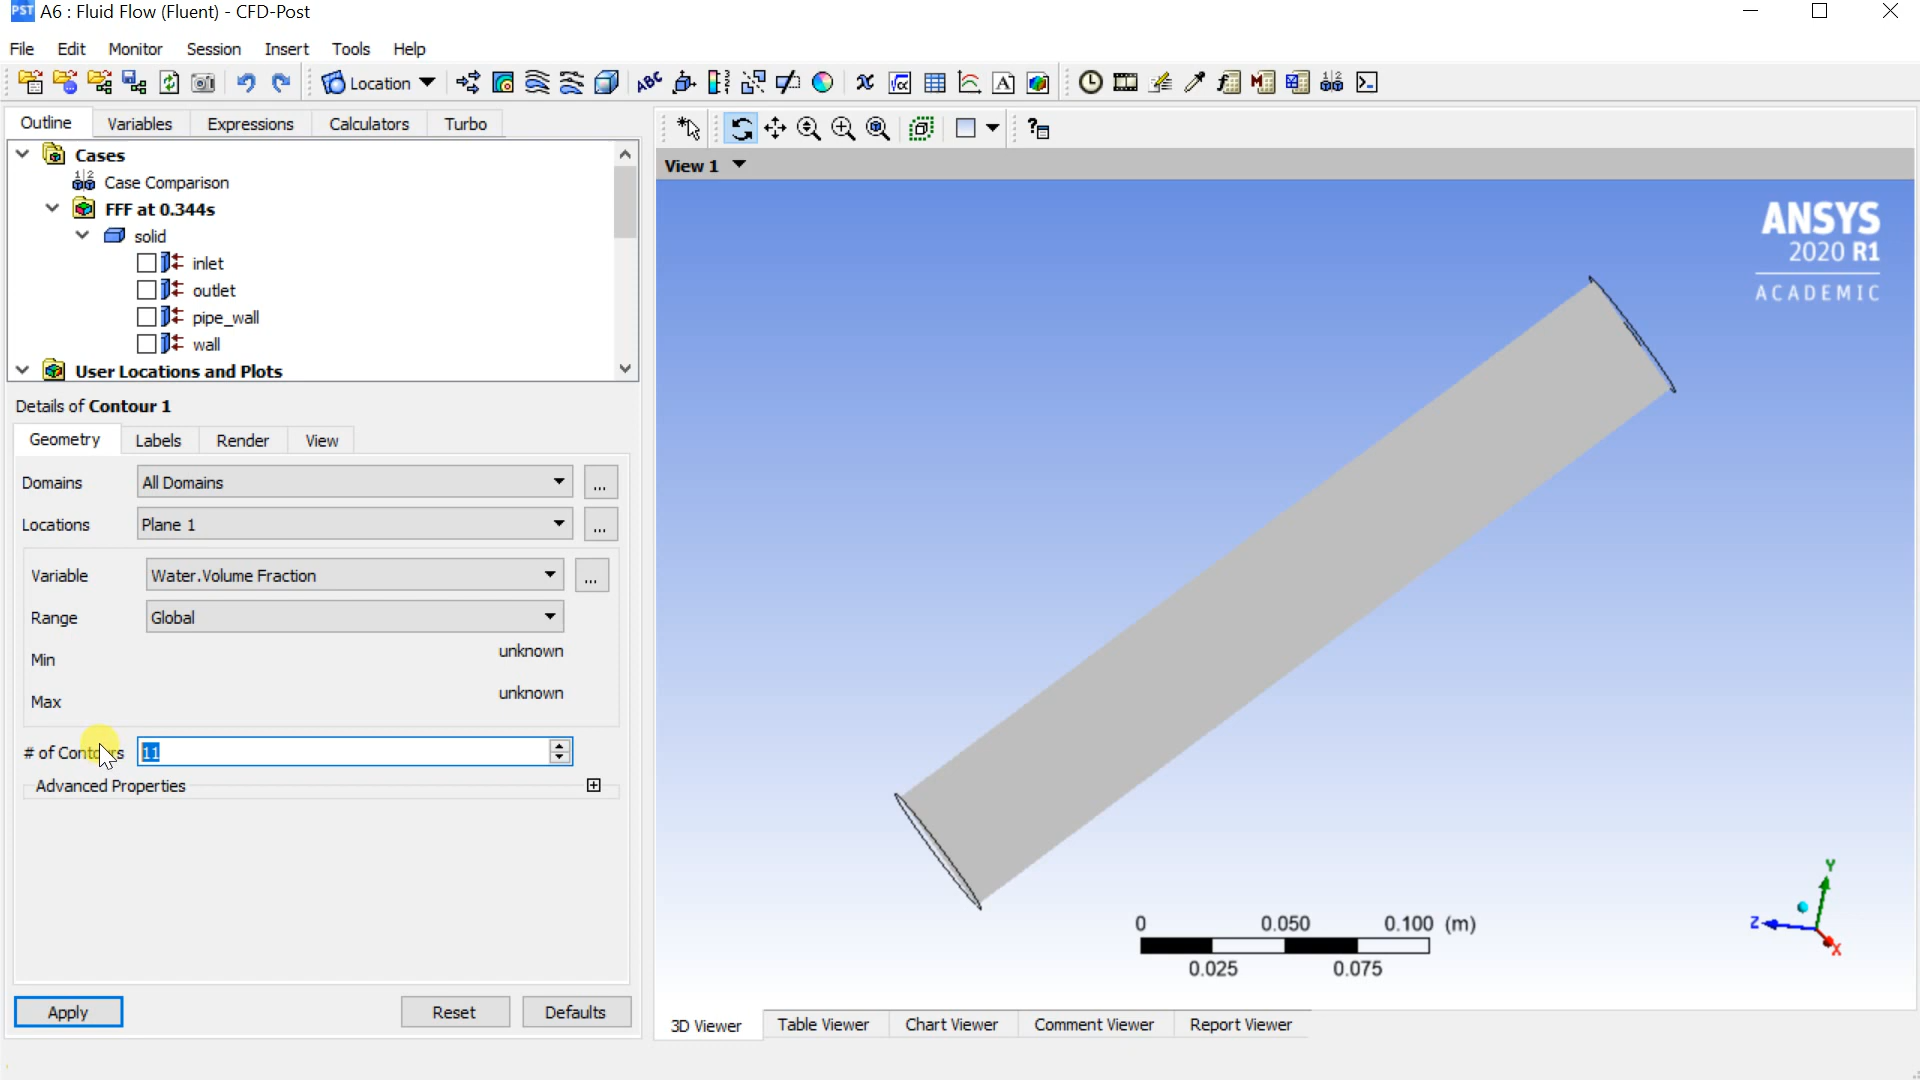 PST A6 : Fluid Flow (Fluent) - CFD-Post
File Edit Monitor Session Insert Tools Help
Location
Outline Variables Expressions Calculators Turbo
Cases
Case Comparison
FFF at 0.344s
solid
inlet
outlet
pipe_wall
wall
User Locations and Plots
Details of Contour 1
Geometry Labels Render View
Domains All Domains ...
Locations Plane 1 ...
Variable Water.Volume Fraction ...
Range Global
Min unknown
Max unknown
# of Contours 11
Advanced Properties
Apply Reset Defaults
View 1
ANSYS
2020 R1
ACADEMIC
0 0.050 0.100 (m)
0.025 0.075
Y
Z
X
3D Viewer Table Viewer Chart Viewer Comment Viewer Report Viewer